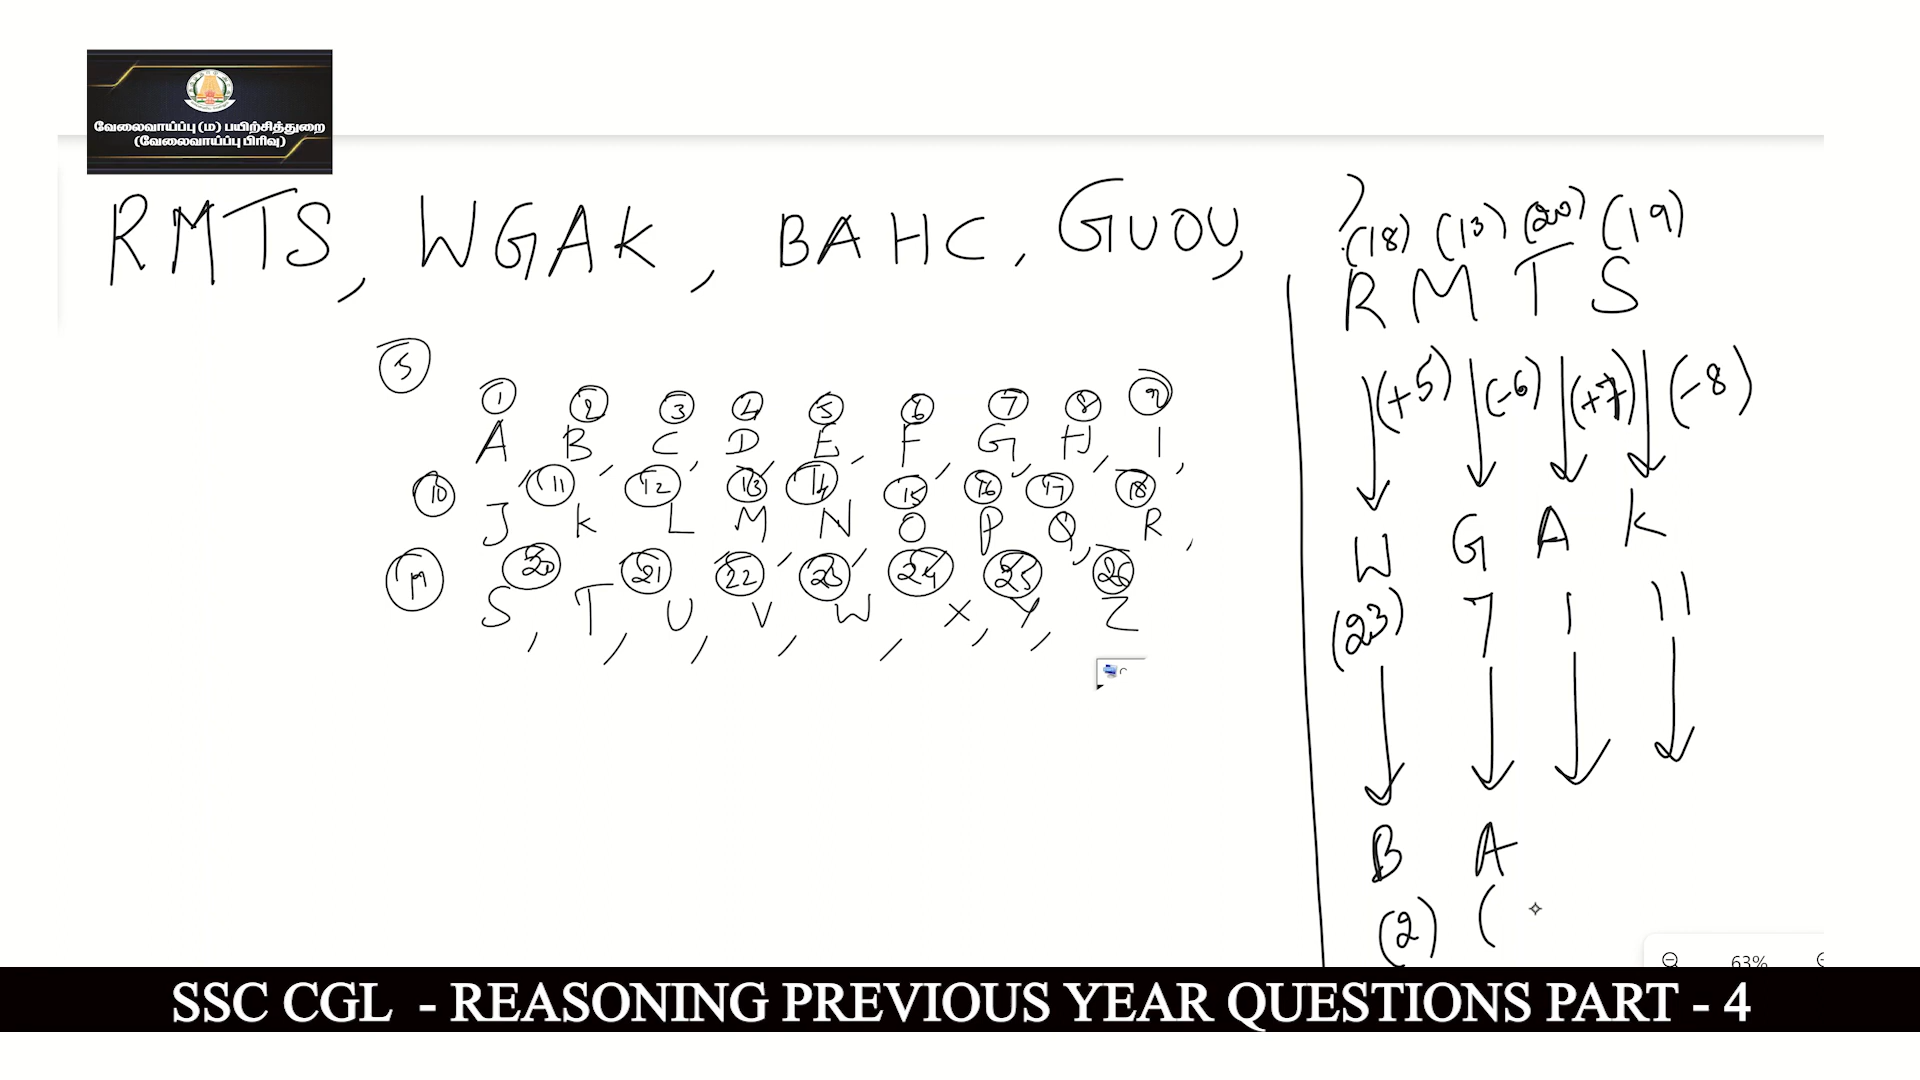 வேலைவாய்ப்பு (ம) பயிற்சித்துறை
(வேலைவாய்ப்பு பிரிவு)
RMTS, WGAK, BAHC, GUOU, ?
(18) (13) (20) (19)
R M T S
(+5) (-6) (+7) (-8)
W G A K
(23) 7 1 11
B A
(2) (
5
1 2 3 4 5 6 7 8 9
A B, C, D, E, F, G, H, I,
10 11 12 13 14 15 16 17 18
J K L M N O P Q, R,
19 20 21 22 23 24 25 26
S, T, U, V, W, X, Y, Z
63%
SSC CGL - REASONING PREVIOUS YEAR QUESTIONS PART - 4